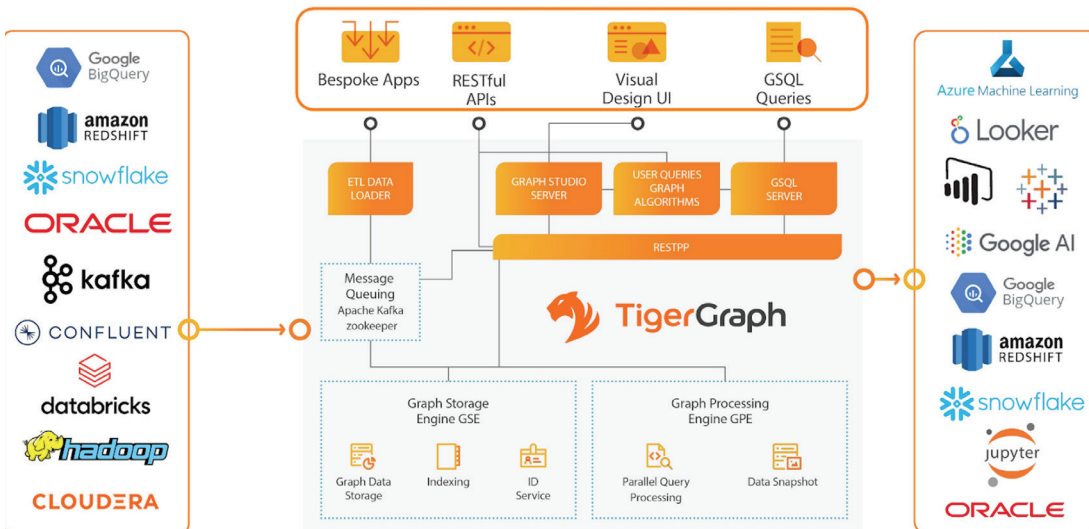 Google
BigQuery
amazon
REDSHIFT
snowflake
ORACLE
kafka
CONFLUENT
databricks
hadoop
CLOUDERA
Bespoke Apps
RESTful
APIs
Visual
Design UI
GSQL
Queries
ETL DATA
LOADER
GRAPH STUDIO
SERVER
USER QUERIES
GRAPH
ALGORITHMS
GSQL
SERVER
RESTPP
Message
Queuing
Apache Kafka
zookeeper
TigerGraph
Graph Storage
Engine GSE
Graph Data
Storage
Indexing
ID
Service
Graph Processing
Engine GPE
Parallel Query
Processing
Data Snapshot
Azure Machine Learning
Looker
Google AI
Google
BigQuery
amazon
REDSHIFT
snowflake
jupyter
ORACLE